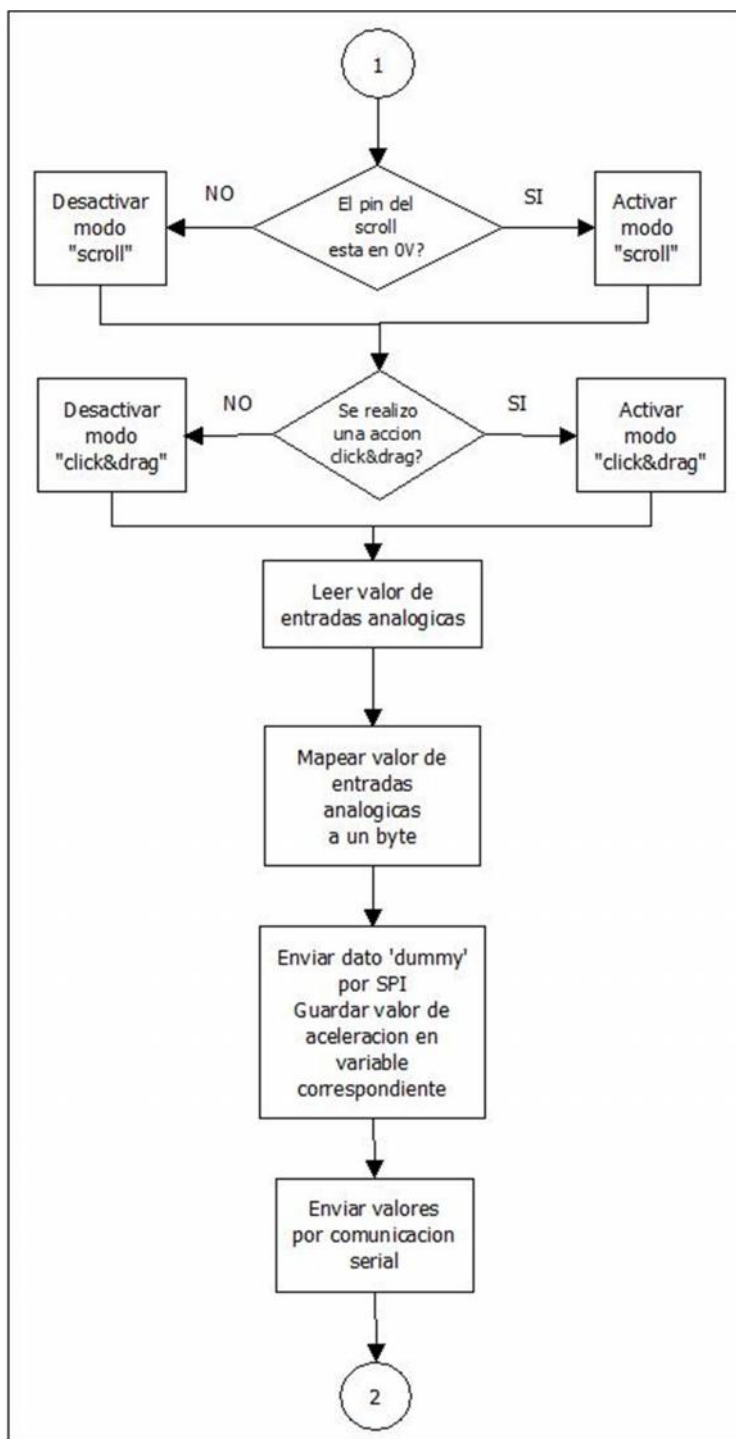 1
Desactivar
modo
"scroll"
NO
El pin del
scroll
esta en 0V?
SI
Activar
modo
"scroll"
Desactivar
modo
"click&drag"
NO
Se realizo
una accion
click&drag?
SI
Activar
modo
"click&drag"
Leer valor de
entradas analogicas
Mapear valor de
entradas
analogicas
a un byte
Enviar dato 'dummy'
por SPI
Guardar valor de
aceleracion en
variable
correspondiente
Enviar valores
por comunicacion
serial
2